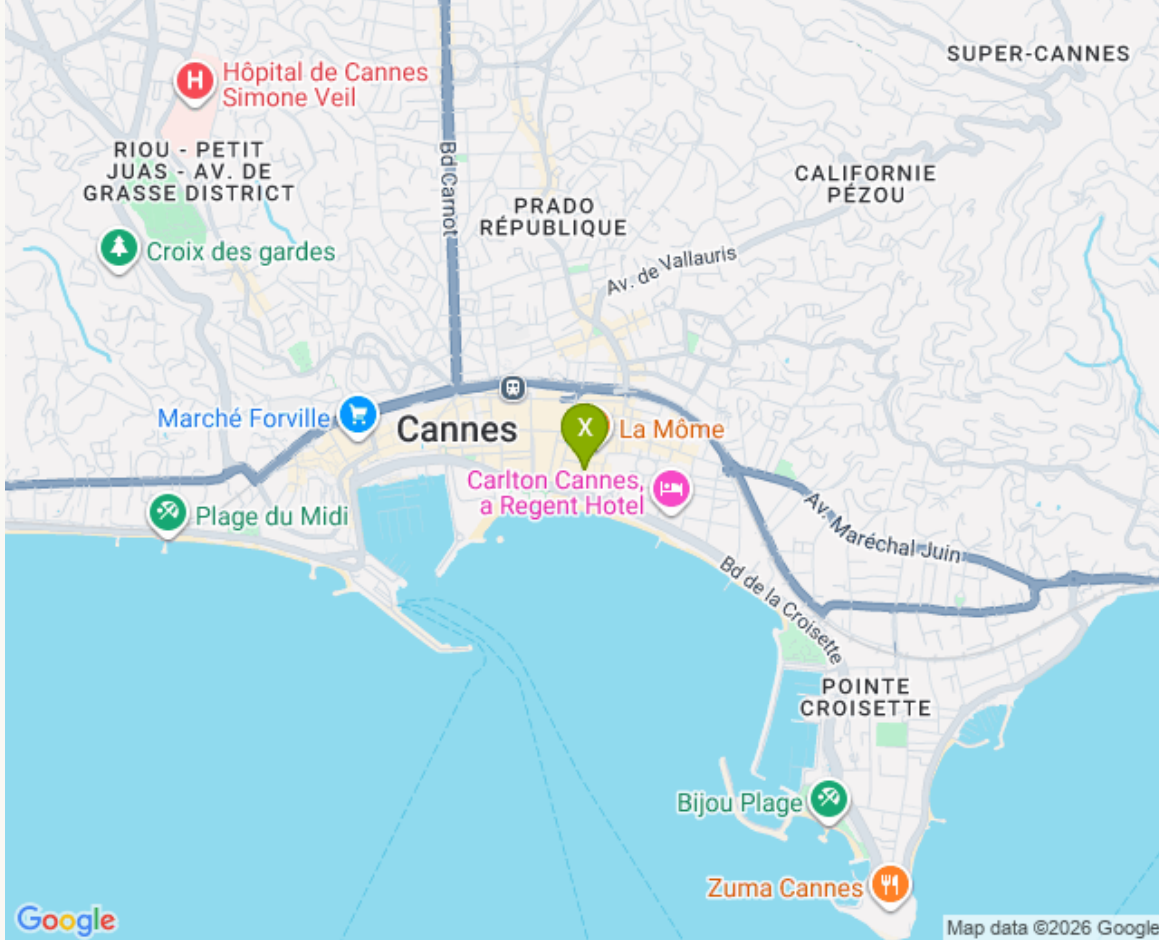 SUPER-CANNES
Hôpital de Cannes
Simone Veil
H
RIOU - PETIT
JUAS - AV. DE
GRASSE DISTRICT
Bd Carnot
CALIFORNIE
PÉZOU
PRADO
RÉPUBLIQUE
Croix des gardes
Av. de Vallauris
Marché Forville
Cannes
X
La Môme
Carlton Cannes,
a Regent Hotel
Plage du Midi
Av. Maréchal Juin
Bd de la Croisette
POINTE
CROISETTE
Bijou Plage
Zuma Cannes
Google
Map data ©2026 Google